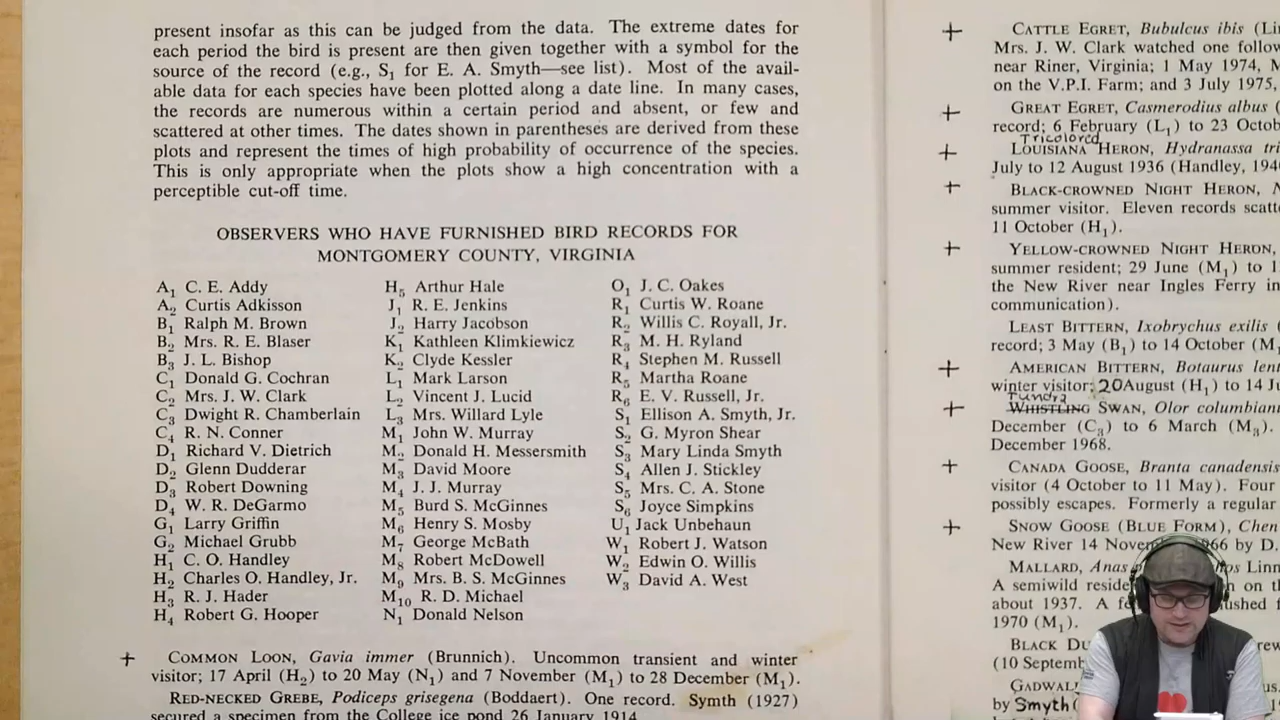 present insofar as this can be judged from the data. The extreme dates for
each period the bird is present are then given together with a symbol for
the source of the record (e.g., S₁ for E. A. Smyth—see list). Most of the avail-
able data for each species have been plotted along a date line. In many cases,
the records are numerous within a certain period and absent, or few and
scattered at other times. The dates shown in parentheses are derived from these
plots and represent the times of high probability of occurrence of the species.
This is only appropriate when the plots show a high concentration with a
perceptible cut-off time.
OBSERVERS WHO HAVE FURNISHED BIRD RECORDS FOR
MONTGOMERY COUNTY, VIRGINIA
A₁ C. E. Addy
A₂ Curtis Adkisson
B₁ Ralph M. Brown
B₂ Mrs. R. E. Blaser
B₃ J. L. Bishop
C₁ Donald G. Cochran
C₂ Mrs. J. W. Clark
C₃ Dwight R. Chamberlain
C₄ R. N. Conner
D₁ Richard V. Dietrich
D₂ Glenn Dudderar
D₃ Robert Downing
D₄ W. R. DeGarmo
G₁ Larry Griffin
G₂ Michael Grubb
H₁ C. O. Handley
H₂ Charles O. Handley, Jr.
H₃ R. J. Hader
H₄ Robert G. Hooper
H₅ Arthur Hale
J₁ R. E. Jenkins
J₂ Harry Jacobson
K₁ Kathleen Klimkiewicz
K₂ Clyde Kessler
L₁ Mark Larson
L₂ Vincent J. Lucid
L₃ Mrs. Willard Lyle
M₁ John W. Murray
M₂ Donald H. Messersmith
M₃ David Moore
M₄ J. J. Murray
M₅ Burd S. McGinnes
M₆ Henry S. Mosby
M₇ George McBath
M₈ Robert McDowell
M₉ Mrs. B. S. McGinnes
M₁₀ R. D. Michael
N₁ Donald Nelson
O₁ J. C. Oakes
R₁ Curtis W. Roane
R₂ Willis C. Royall, Jr.
R₃ M. H. Ryland
R₄ Stephen M. Russell
R₅ Martha Roane
R₆ E. V. Russell, Jr.
S₁ Ellison A. Smyth, Jr.
S₂ G. Myron Shear
S₃ Mary Linda Smyth
S₄ Allen J. Stickley
S₅ Mrs. C. A. Stone
S₆ Joyce Simpkins
U₁ Jack Unbehaun
W₁ Robert J. Watson
W₂ Edwin O. Willis
W₃ David A. West
+ COMMON LOON, Gavia immer (Brunnich). Uncommon transient and winter
visitor; 17 April (H₂) to 20 May (N₁) and 7 November (M₁) to 28 December (M₁).
RED-NECKED GREBE, Podiceps grisegena (Boddaert). One record. Symth (1927)
secured a specimen from the College ice pond 26 January 1914
+ CATTLE EGRET, Bubulcus ibis
Mrs. J. W. Clark watched one
near Riner, Virginia; 1 May 1974,
on the V.P.I. Farm; and 3 July 1975,
+ GREAT EGRET, Casmerodius albus
record; 6 February (L₁) to 23
Tricolored
+ LOUISIANA HERON, Hydranassa
July to 12 August 1936 (Handley,
+ BLACK-CROWNED NIGHT HERON,
summer visitor. Eleven records
11 October (H₁).
+ YELLOW-CROWNED NIGHT HERON,
summer resident; 29 June (M₁) to
the New River near Ingles Ferry in
communication).
LEAST BITTERN, Ixobrychus exilis
record; 3 May (B₁) to 14 October
+ AMERICAN BITTERN, Botaurus
winter visitor; 20 August (H₁) to 14
Tundra
+ WHISTLING SWAN, Olor
December (C₃) to 6 March (M₃).
December 1968.
+ CANADA GOOSE, Branta canadensis
visitor (4 October to 11 May). Four
possibly escapes. Formerly a regular
+ SNOW GOOSE (BLUE FORM),
New River 14 by D.
MALLARD,
A semiwild on
about 1937. A
1970 (M₁).
BLACK
(10
by Smyth